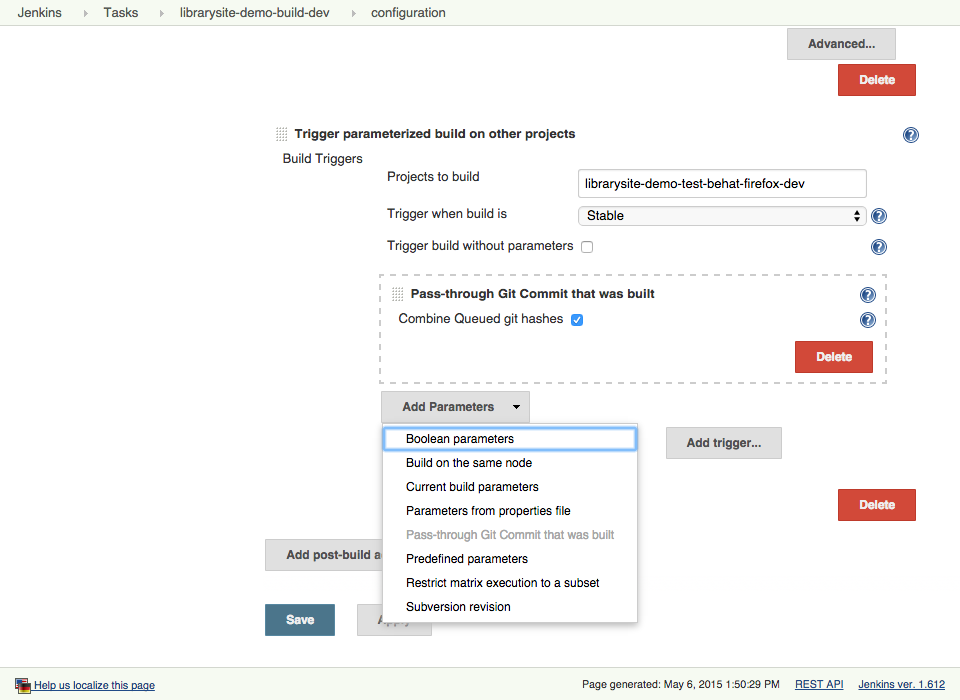 Jenkins Tasks librarysite-demo-build-dev configuration
Advanced...
Delete
Trigger parameterized build on other projects
Build Triggers
Projects to build librarysite-demo-test-behat-firefox-dev
Trigger when build is Stable
Trigger build without parameters
Pass-through Git Commit that was built
Combine Queued git hashes
Delete
Add Parameters
Boolean parameters
Add trigger...
Build on the same node
Current build parameters
Parameters from properties file
Delete
Pass-through Git Commit that was built
Add post-build a
Predefined parameters
Restrict matrix execution to a subset
Subversion revision
Save
Help us localize this page Page generated: May 6, 2015 1:50:29 PM REST API Jenkins ver. 1.612